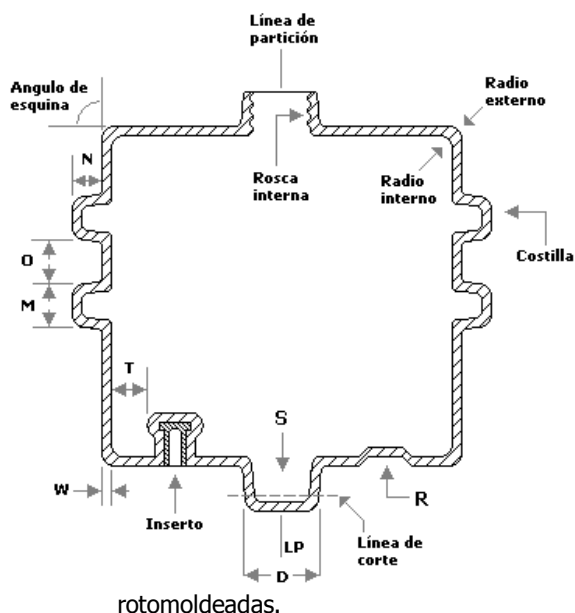 Línea de
partición
Angulo de
esquina
Radio
externo
N
Rosca
interna
Radio
interno
Costilla
O
M
T
S
W
Inserto
R
LP
Línea de
corte
D
rotomoldeadas.